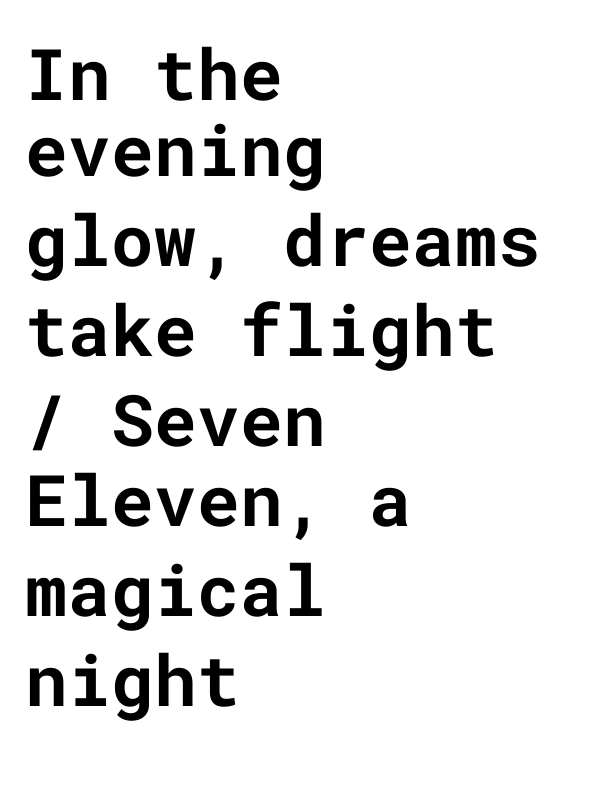 In the
evening
glow, dreams
take flight
/ Seven
Eleven, a
magical
night